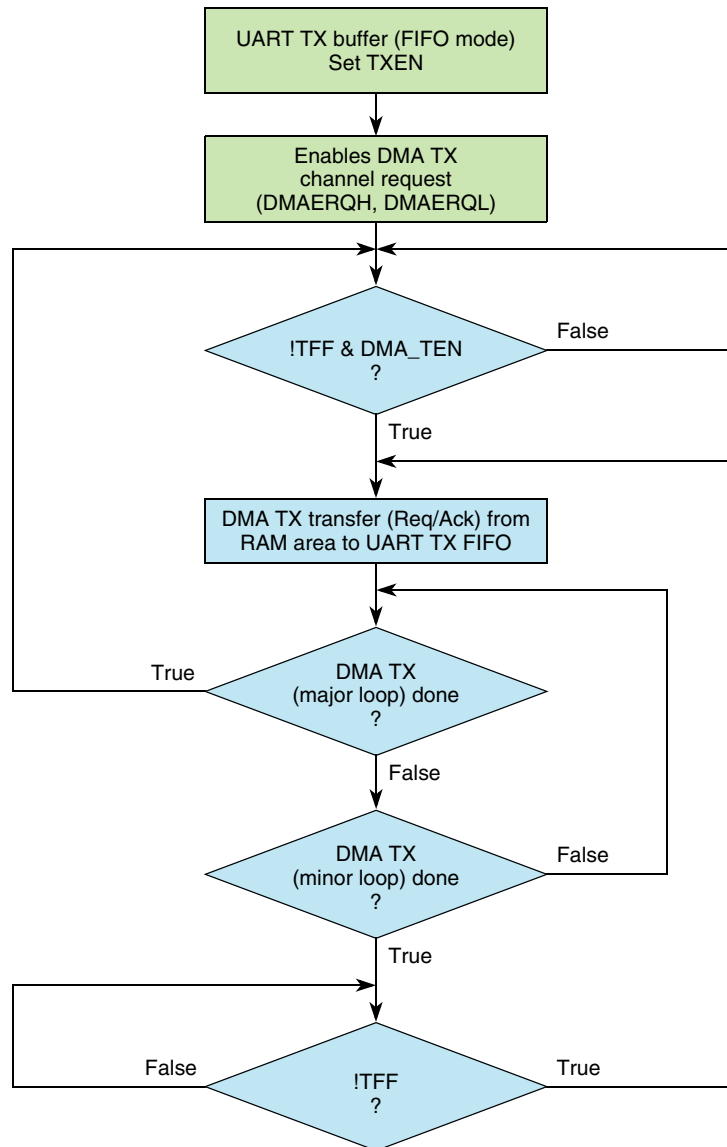 UART TX buffer (FIFO mode)
Set TXEN
Enables DMA TX
channel request
(DMAERQH, DMAERQL)
!TFF & DMA_TEN
?
False
True
DMA TX transfer (Req/Ack) from
RAM area to UART TX FIFO
True
DMA TX
(major loop) done
?
False
DMA TX
(minor loop) done
?
False
True
False
!TFF
?
True